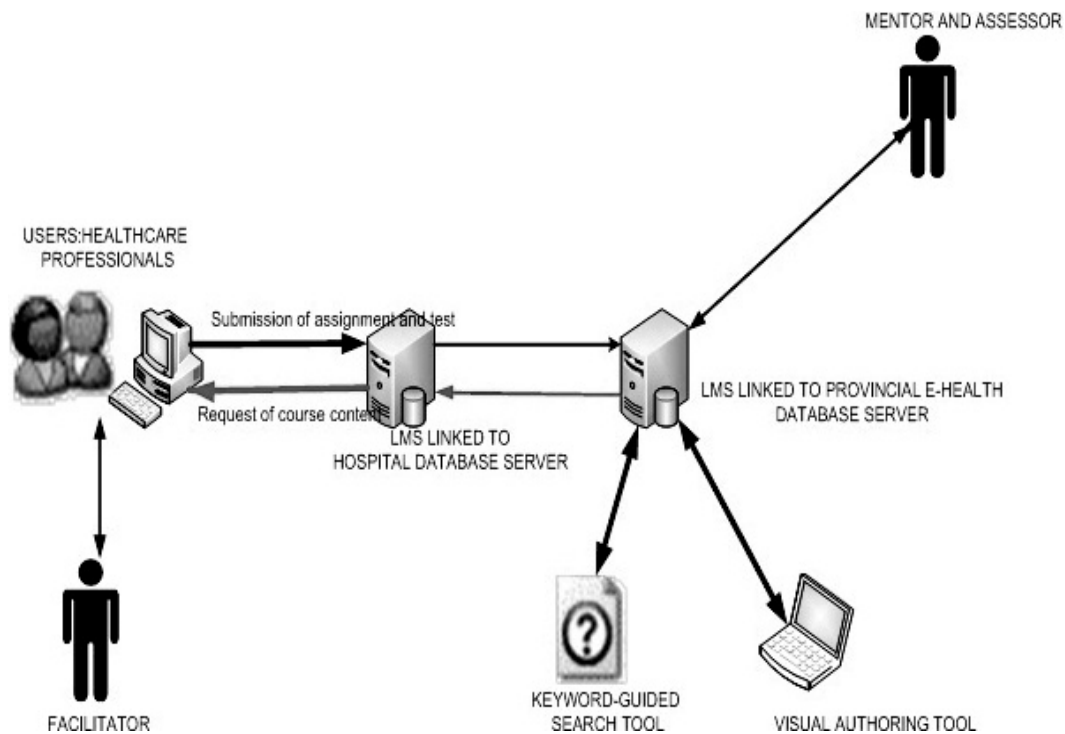 MENTOR AND ASSESSOR
USERS:HEALTHCARE
PROFESSIONALS
Submission of assignment and test
Request of course content
LMS LINKED TO
HOSPITAL DATABASE SERVER
LMS LINKED TO PROVINCIAL E-HEALTH
DATABASE SERVER
FACILITATOR
?
KEYWORD-GUIDED
SEARCH TOOL
VISUAL AUTHORING TOOL